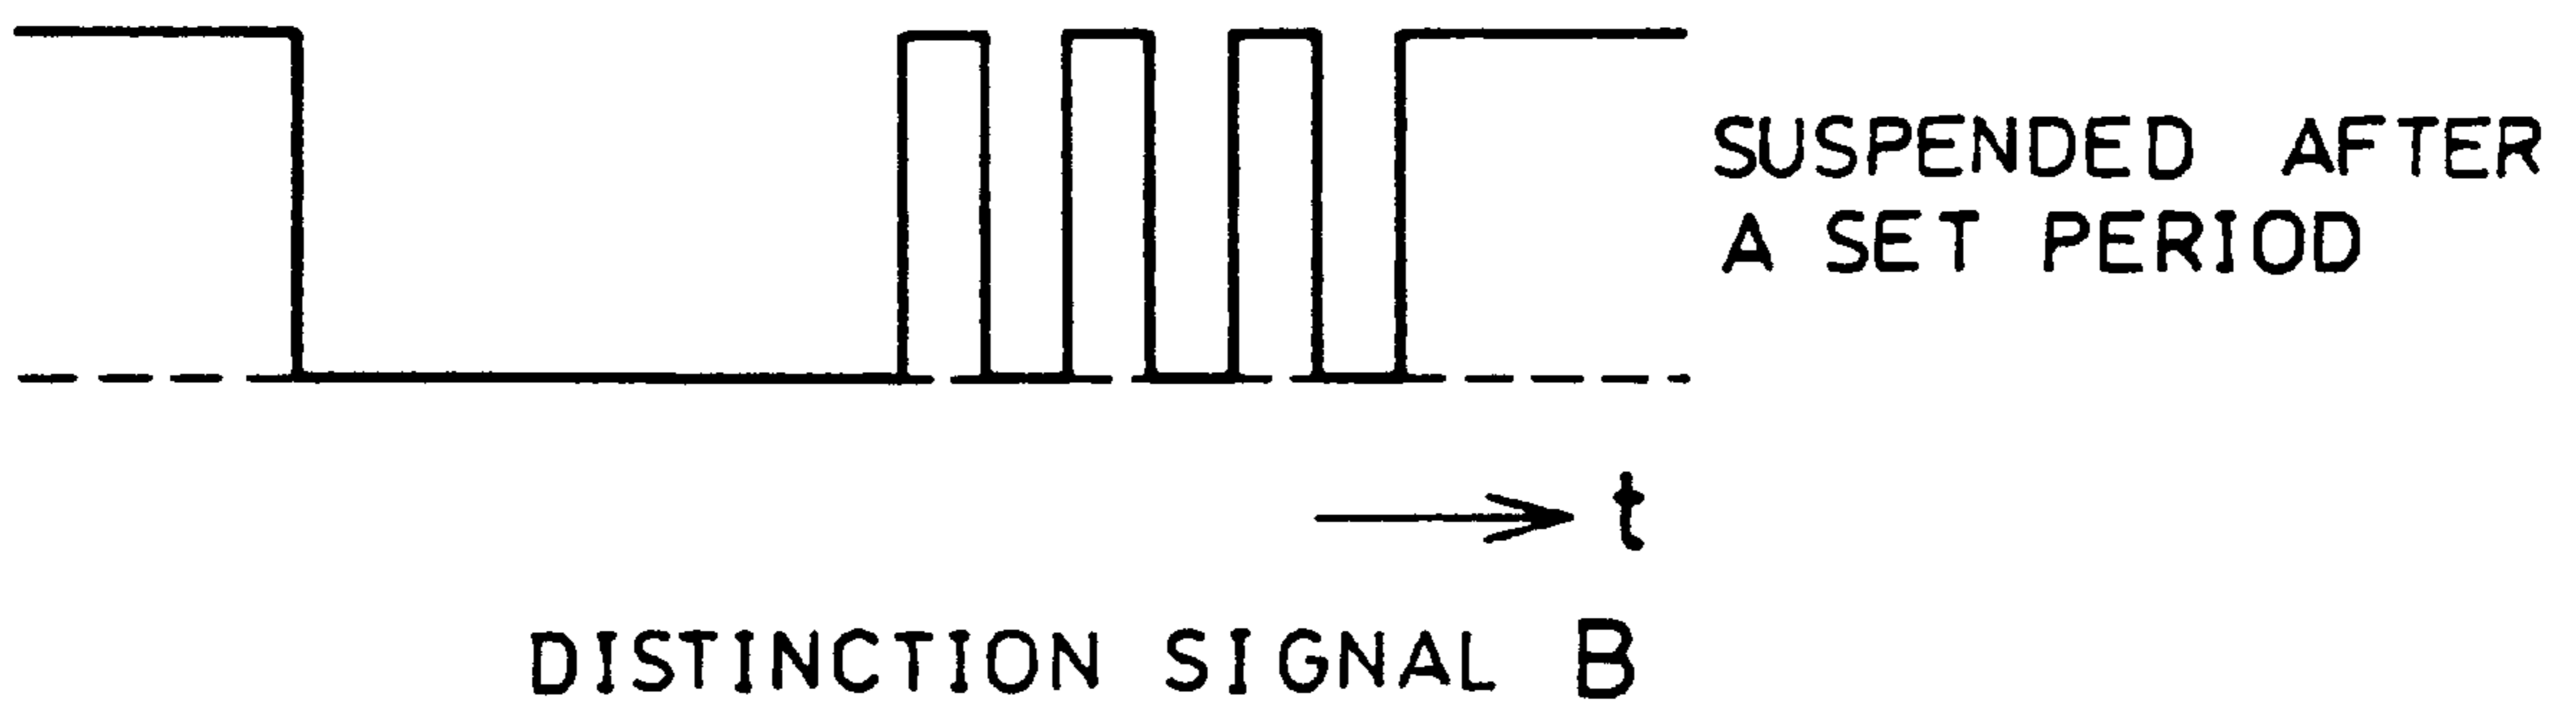 SUSPENDED AFTER
A SET PERIOD
t
DISTINCTION SIGNAL B